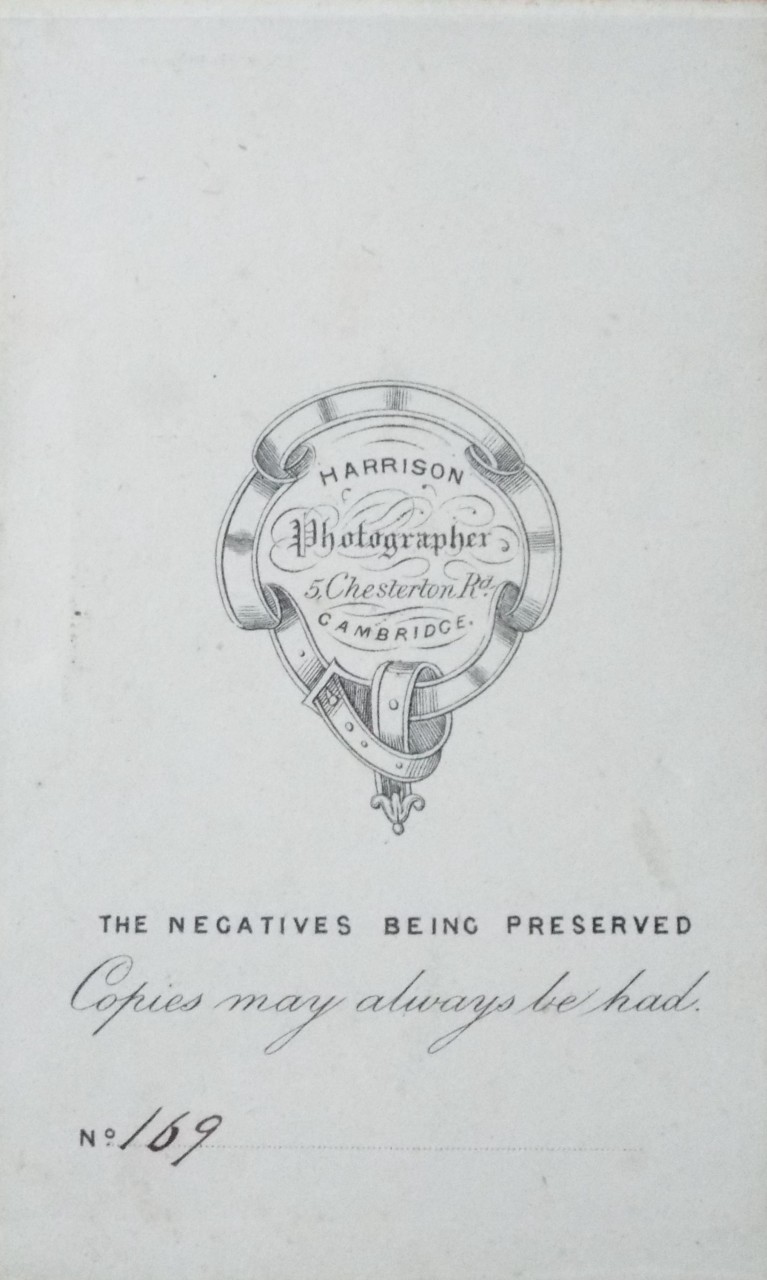 HARRISON
Photographer
5, Chesterton Rd.
CAMBRIDGE.
THE NEGATIVES BEING PRESERVED
Copies may always be had.
No. 169